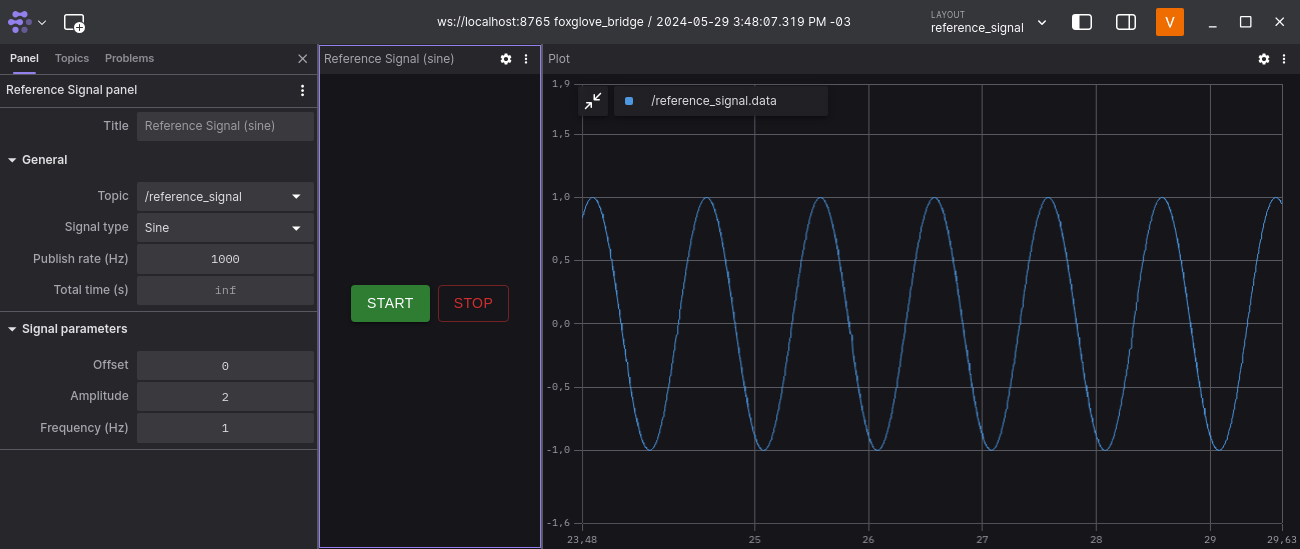 ws://localhost:8765 foxglove_bridge / 2024-05-29 3:48:07.319 PM -03
LAYOUT
reference_signal
V
Panel Topics Problems
Reference Signal panel
Title Reference Signal (sine)
General
Topic /reference_signal
Signal type Sine
Publish rate (Hz) 1000
Total time (s) inf
Signal parameters
Offset 0
Amplitude 2
Frequency (Hz) 1
Reference Signal (sine)
START STOP
Plot
/reference_signal.data
1,9
1,5
1,0
0,5
0,0
-0,5
-1,0
-1,6
23,48 25 26 27 28 29 29,63